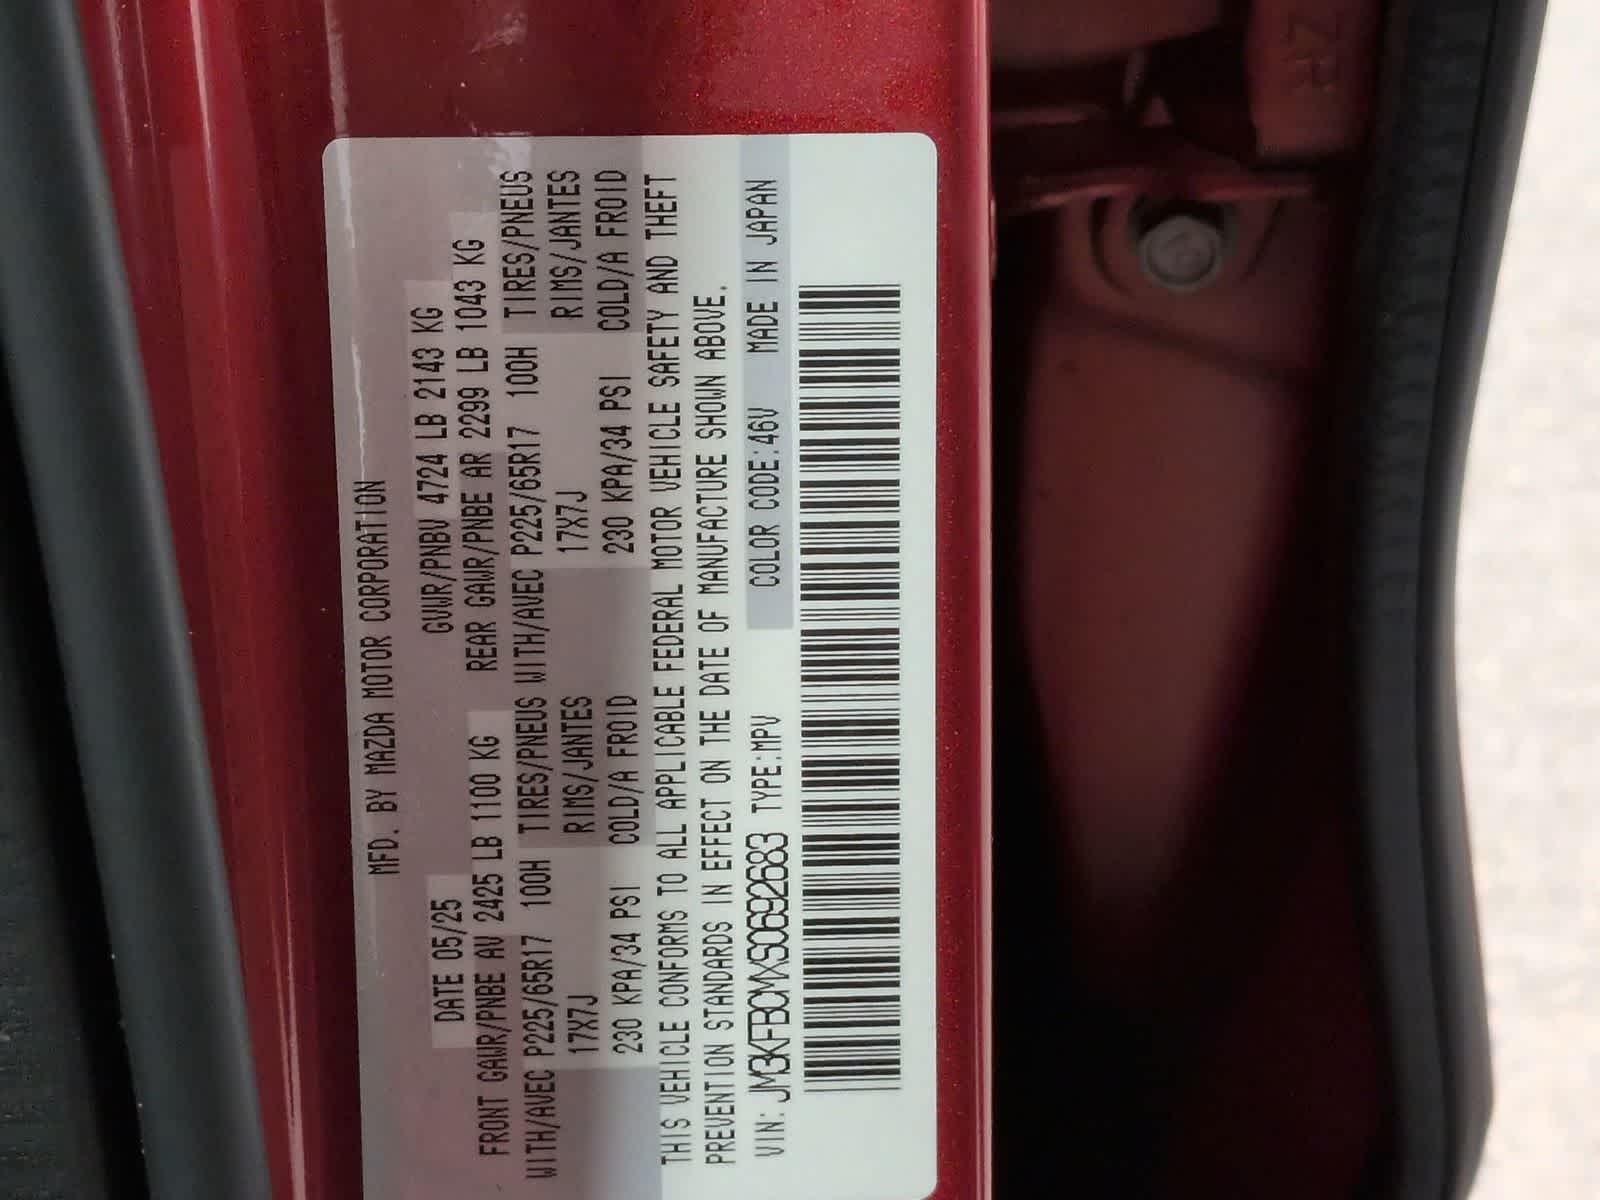 MFD. BY MAZDA MOTOR CORPORATION
DATE 05/25 GVWR/PNBV 4724 LB 2143 KG
FRONT GAWR/PNBE AV 2425 LB 1100 KG REAR GAWR/PNBE AR 2299 LB 1043 KG
WITH/AVEC P225/65R17 100H TIRES/PNEUS WITH/AVEC P225/65R17 100H TIRES/PNEUS
17X7J RIMS/JANTES 17X7J RIMS/JANTES
230 KPA/34 PSI COLD/A FROID 230 KPA/34 PSI COLD/A FROID
THIS VEHICLE CONFORMS TO ALL APPLICABLE FEDERAL MOTOR VEHICLE SAFETY AND THEFT
PREVENTION STANDARDS IN EFFECT ON THE DATE OF MANUFACTURE SHOWN ABOVE.
VIN: JM3KFBCMXS0692683 TYPE:MPV COLOR CODE:46V MADE IN JAPAN